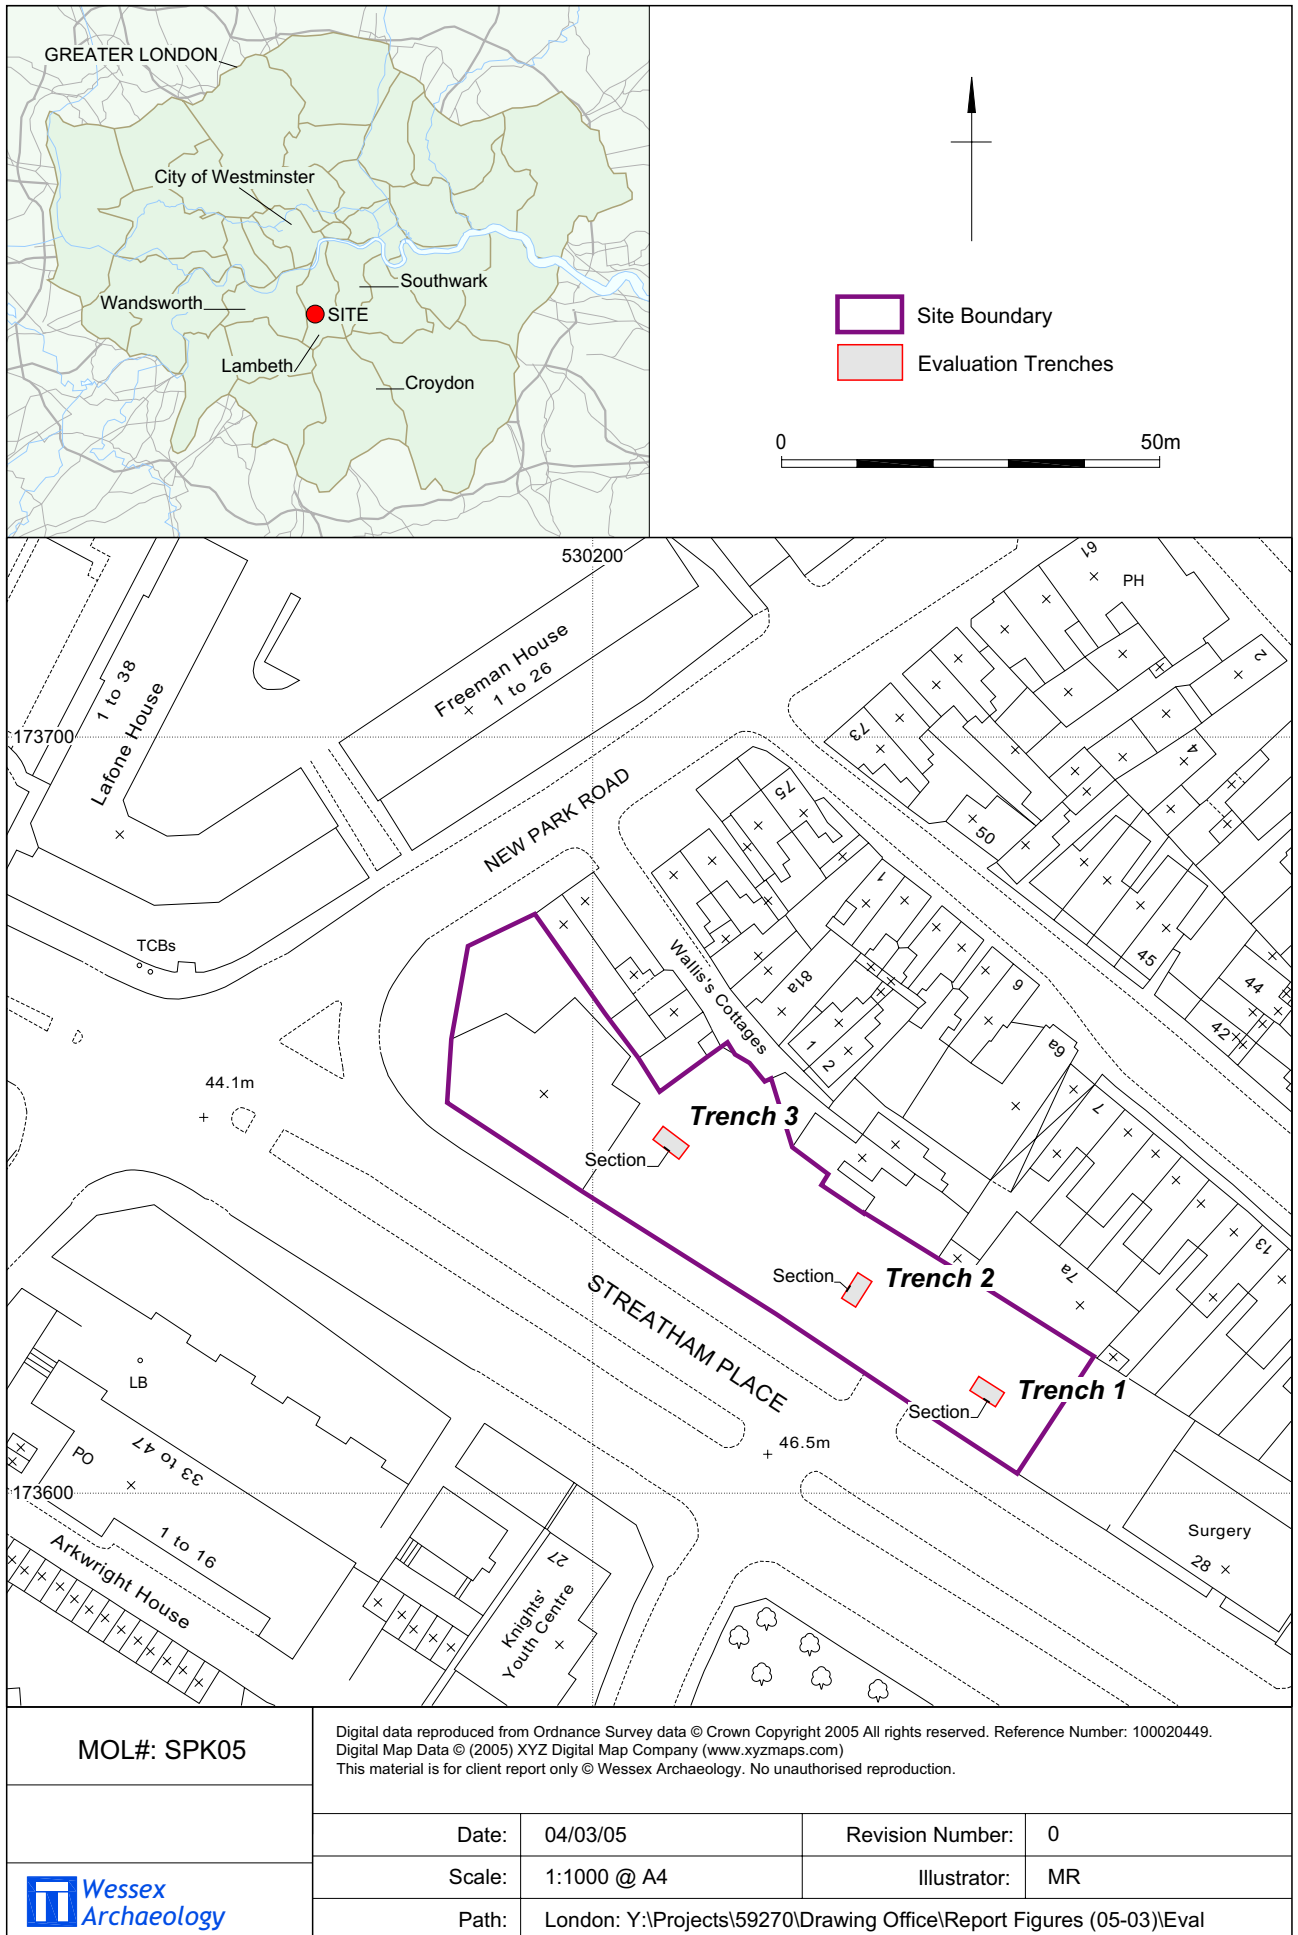 GREATER LONDON
City of Westminster
Southwark
Wandsworth
SITE
Lambeth
Croydon
Site Boundary
Evaluation Trenches
0 50m
530200
61
PH
Freeman House
1 to 26
1 to 38
Lafone House
2
73
4
173700
NEW PARK ROAD
75
50
1
45
TCBs
Wallis's Cottages
81a
6
44
42
1
2
6a
44.1m
7
Trench 3
Section
13
7a
Section
Trench 2
STREATHAM PLACE
Trench 1
Section
LB
46.5m
PO
33 to 47
173600
1 to 16
Arkwright House
27
Knights'
Youth Centre
Surgery
28
MOL#: SPK05
Digital data reproduced from Ordnance Survey data © Crown Copyright 2005 All rights reserved. Reference Number: 100020449.
Digital Map Data © (2005) XYZ Digital Map Company (www.xyzmaps.com)
This material is for client report only © Wessex Archaeology. No unauthorised reproduction.
Date: 04/03/05 Revision Number: 0
Scale: 1:1000 @ A4 Illustrator: MR
Path: London: Y:\Projects\59270\Drawing Office\Report Figures (05-03)\Eval
Wessex
Archaeology